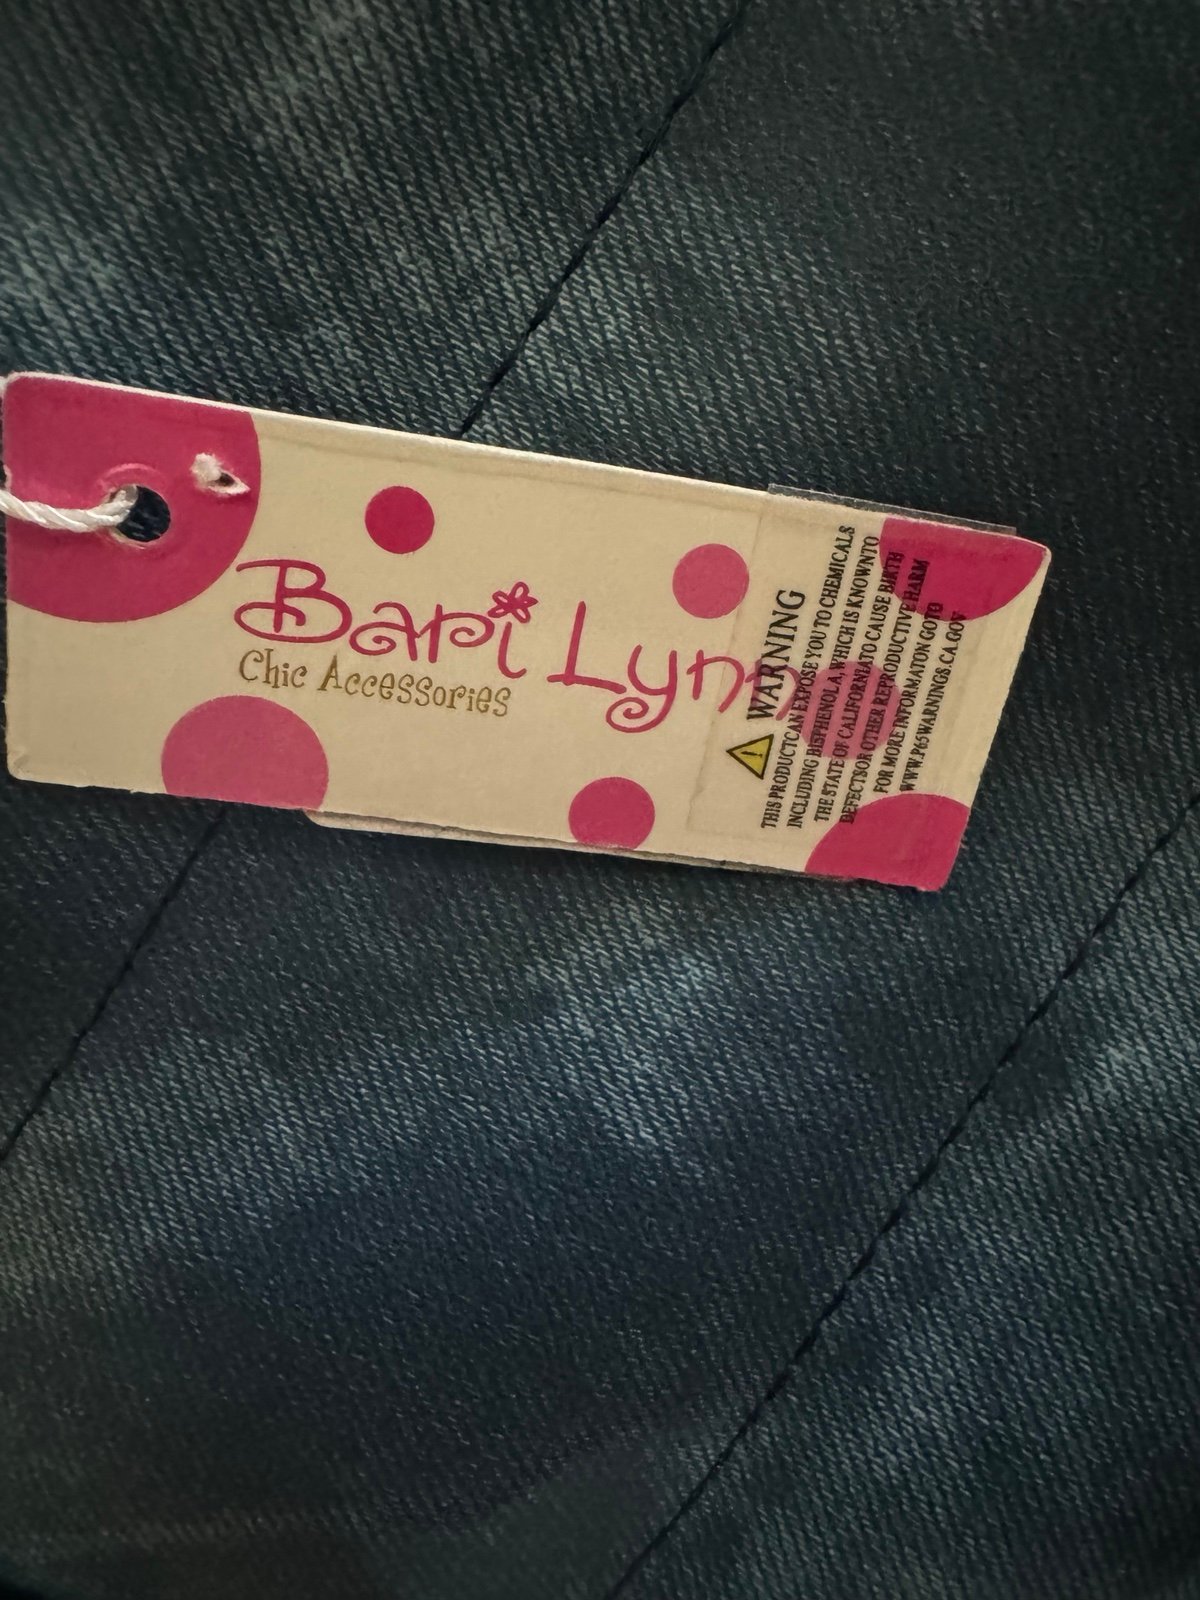 Bari Lynn
Chic Accessories
WARNING
THIS PRODUCTCAN EXPOSE YOU TO CHEMICALS
INCLUDING BISPHENOL A, WHICH IS KNOWNTO
THE STATE OF CALIFORNIATO CAUSE BIRTH
DEFECTSOR OTHER REPRODUCTIVE HARM
FOR MORE INFORMATON GOTO
WWW.P65WARNINGS.CA.GOV